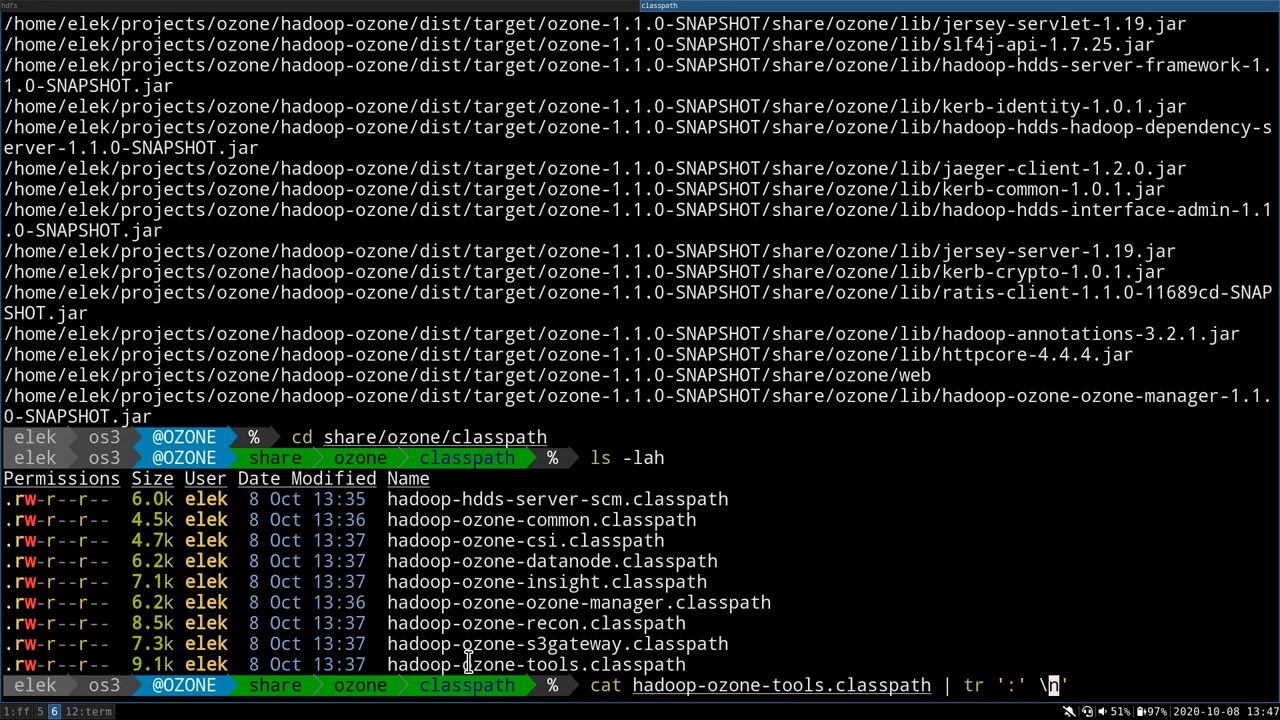 hdfs classpath
/home/elek/projects/ozone/hadoop-ozone/dist/target/ozone-1.1.0-SNAPSHOT/share/ozone/lib/jersey-servlet-1.19.jar
/home/elek/projects/ozone/hadoop-ozone/dist/target/ozone-1.1.0-SNAPSHOT/share/ozone/lib/slf4j-api-1.7.25.jar
/home/elek/projects/ozone/hadoop-ozone/dist/target/ozone-1.1.0-SNAPSHOT/share/ozone/lib/hadoop-hdds-server-framework-1.
1.0-SNAPSHOT.jar
/home/elek/projects/ozone/hadoop-ozone/dist/target/ozone-1.1.0-SNAPSHOT/share/ozone/lib/kerb-identity-1.0.1.jar
/home/elek/projects/ozone/hadoop-ozone/dist/target/ozone-1.1.0-SNAPSHOT/share/ozone/lib/hadoop-hdds-hadoop-dependency-s
erver-1.1.0-SNAPSHOT.jar
/home/elek/projects/ozone/hadoop-ozone/dist/target/ozone-1.1.0-SNAPSHOT/share/ozone/lib/jaeger-client-1.2.0.jar
/home/elek/projects/ozone/hadoop-ozone/dist/target/ozone-1.1.0-SNAPSHOT/share/ozone/lib/kerb-common-1.0.1.jar
/home/elek/projects/ozone/hadoop-ozone/dist/target/ozone-1.1.0-SNAPSHOT/share/ozone/lib/hadoop-hdds-interface-admin-1.1
.0-SNAPSHOT.jar
/home/elek/projects/ozone/hadoop-ozone/dist/target/ozone-1.1.0-SNAPSHOT/share/ozone/lib/jersey-server-1.19.jar
/home/elek/projects/ozone/hadoop-ozone/dist/target/ozone-1.1.0-SNAPSHOT/share/ozone/lib/kerb-crypto-1.0.1.jar
/home/elek/projects/ozone/hadoop-ozone/dist/target/ozone-1.1.0-SNAPSHOT/share/ozone/lib/ratis-client-1.1.0-11689cd-SNAP
SHOT.jar
/home/elek/projects/ozone/hadoop-ozone/dist/target/ozone-1.1.0-SNAPSHOT/share/ozone/lib/hadoop-annotations-3.2.1.jar
/home/elek/projects/ozone/hadoop-ozone/dist/target/ozone-1.1.0-SNAPSHOT/share/ozone/lib/httpcore-4.4.4.jar
/home/elek/projects/ozone/hadoop-ozone/dist/target/ozone-1.1.0-SNAPSHOT/share/ozone/web
/home/elek/projects/ozone/hadoop-ozone/dist/target/ozone-1.1.0-SNAPSHOT/share/ozone/lib/hadoop-ozone-ozone-manager-1.1.
0-SNAPSHOT.jar
elek os3 @OZONE % cd share/ozone/classpath
elek os3 @OZONE share ozone classpath % ls -lah
Permissions Size User Date Modified Name
.rw-r--r-- 6.0k elek 8 Oct 13:35 hadoop-hdds-server-scm.classpath
.rw-r--r-- 4.5k elek 8 Oct 13:36 hadoop-ozone-common.classpath
.rw-r--r-- 4.7k elek 8 Oct 13:37 hadoop-ozone-csi.classpath
.rw-r--r-- 6.2k elek 8 Oct 13:37 hadoop-ozone-datanode.classpath
.rw-r--r-- 7.1k elek 8 Oct 13:37 hadoop-ozone-insight.classpath
.rw-r--r-- 6.2k elek 8 Oct 13:36 hadoop-ozone-ozone-manager.classpath
.rw-r--r-- 8.5k elek 8 Oct 13:37 hadoop-ozone-recon.classpath
.rw-r--r-- 7.3k elek 8 Oct 13:37 hadoop-ozone-s3gateway.classpath
.rw-r--r-- 9.1k elek 8 Oct 13:37 hadoop-ozone-tools.classpath
elek os3 @OZONE share ozone classpath % cat hadoop-ozone-tools.classpath | tr ':' \n'
1:ff 5 6 12:term 51% 97% 2020-10-08 13:47